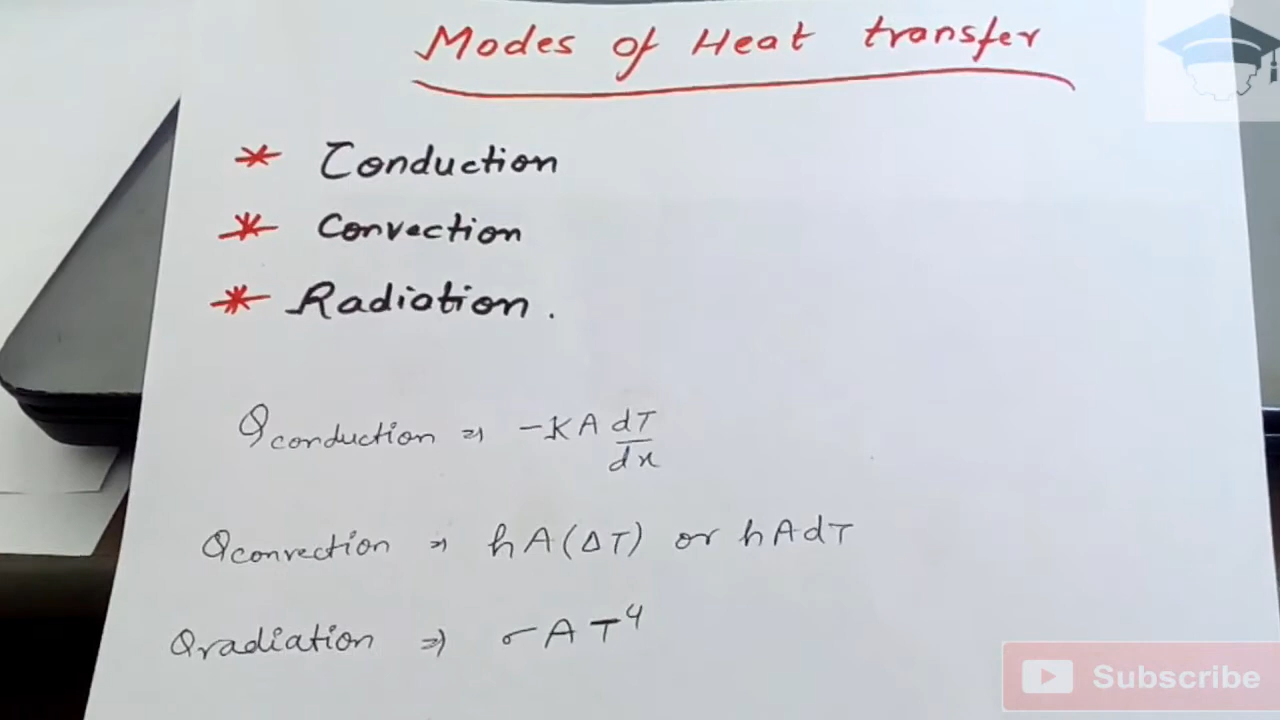 Modes of Heat transfer
* Conduction
* Convection
* Radiation.
Qconduction ⇒ -KA dT/dx
Qconvection ⇒ hA(ΔT) or hAdT
Qradiation ⇒ σAT⁴
Subscribe